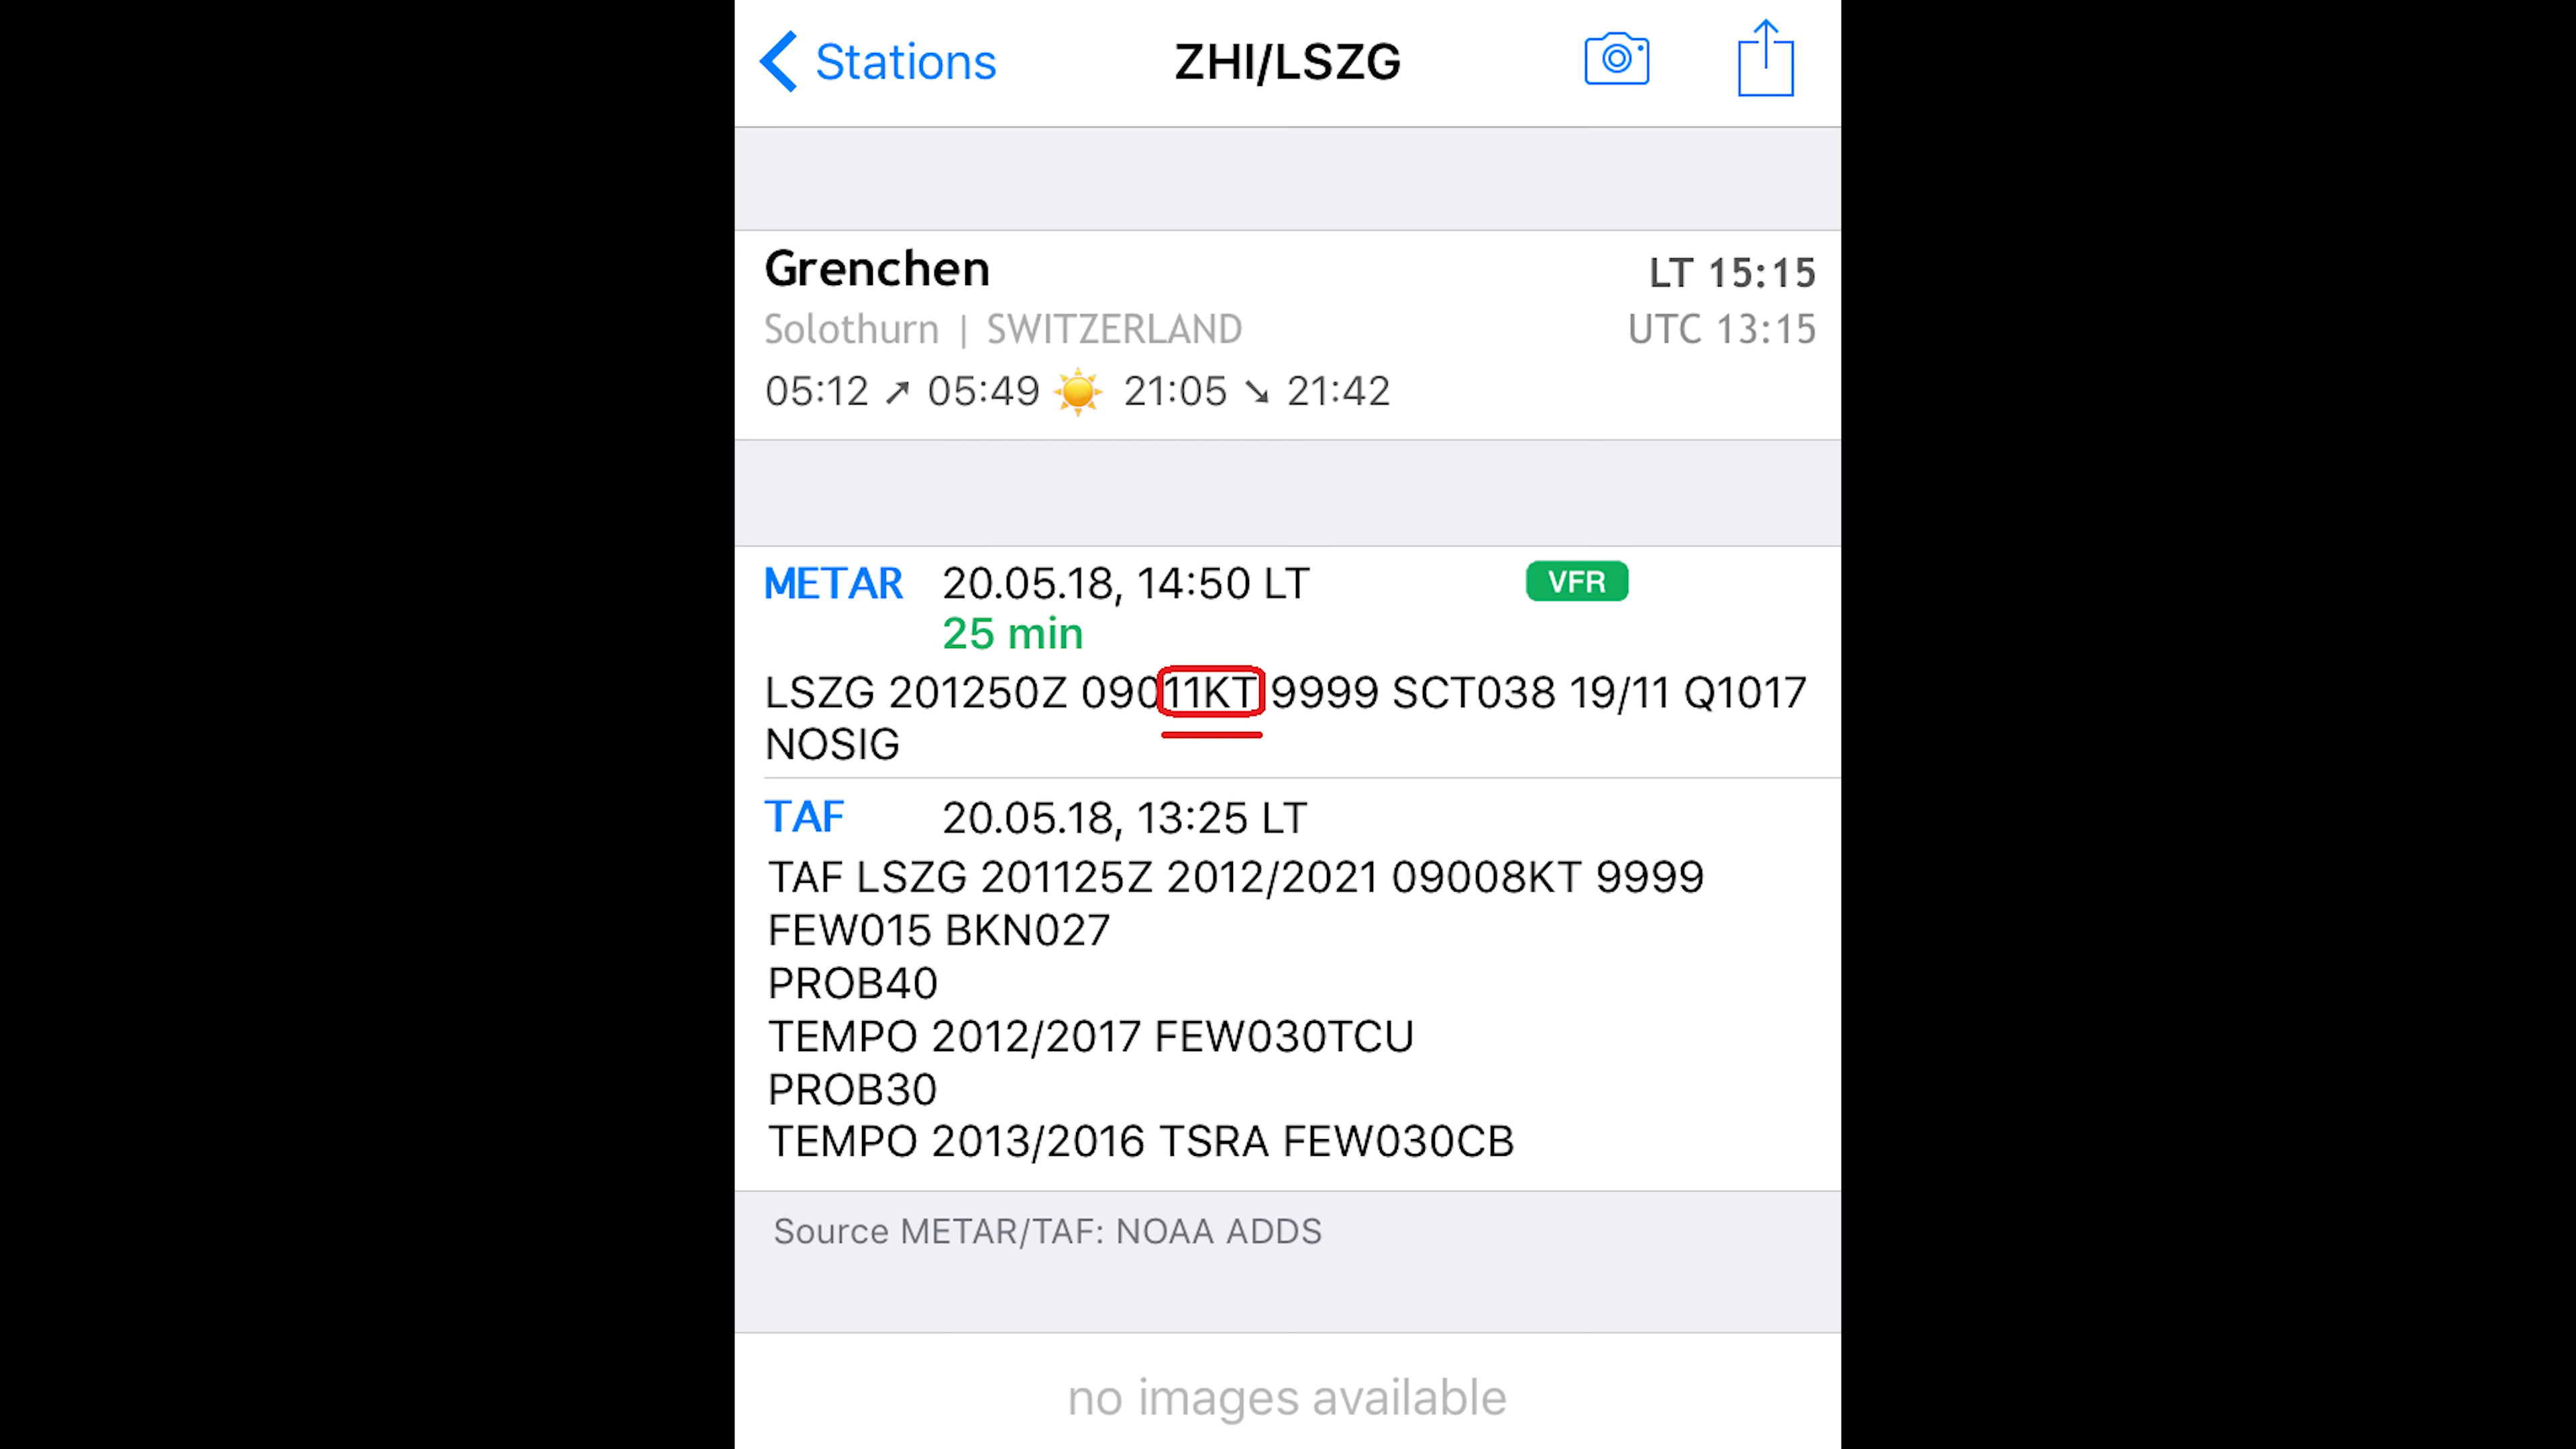 Stations ZHI/LSZG
Grenchen LT 15:15
Solothurn | SWITZERLAND UTC 13:15
05:12 ↗ 05:49 ☀️ 21:05 ↘ 21:42
METAR 20.05.18, 14:50 LT VFR
25 min
LSZG 201250Z 09011KT 9999 SCT038 19/11 Q1017
NOSIG
TAF 20.05.18, 13:25 LT
TAF LSZG 201125Z 2012/2021 09008KT 9999
FEW015 BKN027
PROB40
TEMPO 2012/2017 FEW030TCU
PROB30
TEMPO 2013/2016 TSRA FEW030CB
Source METAR/TAF: NOAA ADDS
no images available